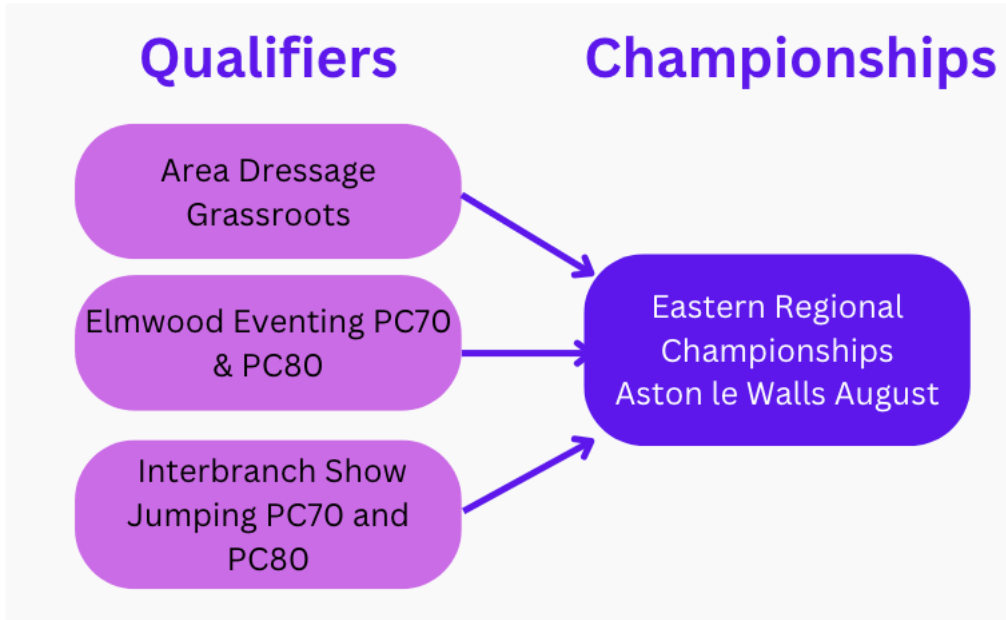 Qualifiers
Championships
Area Dressage
Grassroots
Elmwood Eventing PC70
& PC80
Interbranch Show
Jumping PC70 and
PC80
Eastern Regional
Championships
Aston le Walls August